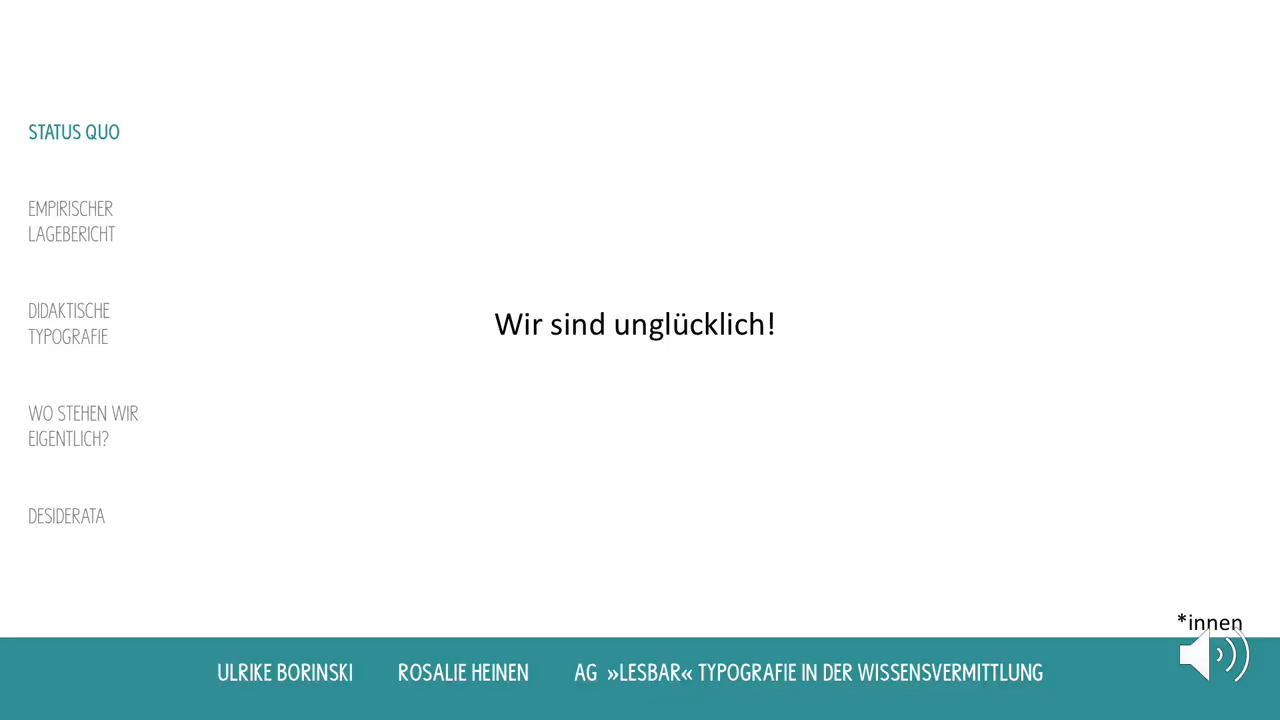 STATUS QUO
EMPIRISCHER
LAGEBERICHT
DIDAKTISCHE
TYPOGRAFIE
WO STEHEN WIR
EIGENTLICH?
DESIDERATA
Wir sind unglücklich!
*innen
ULRIKE BORINSKI ROSALIE HEINEN AG »LESBAR« TYPOGRAFIE IN DER WISSENSVERMITTLUNG